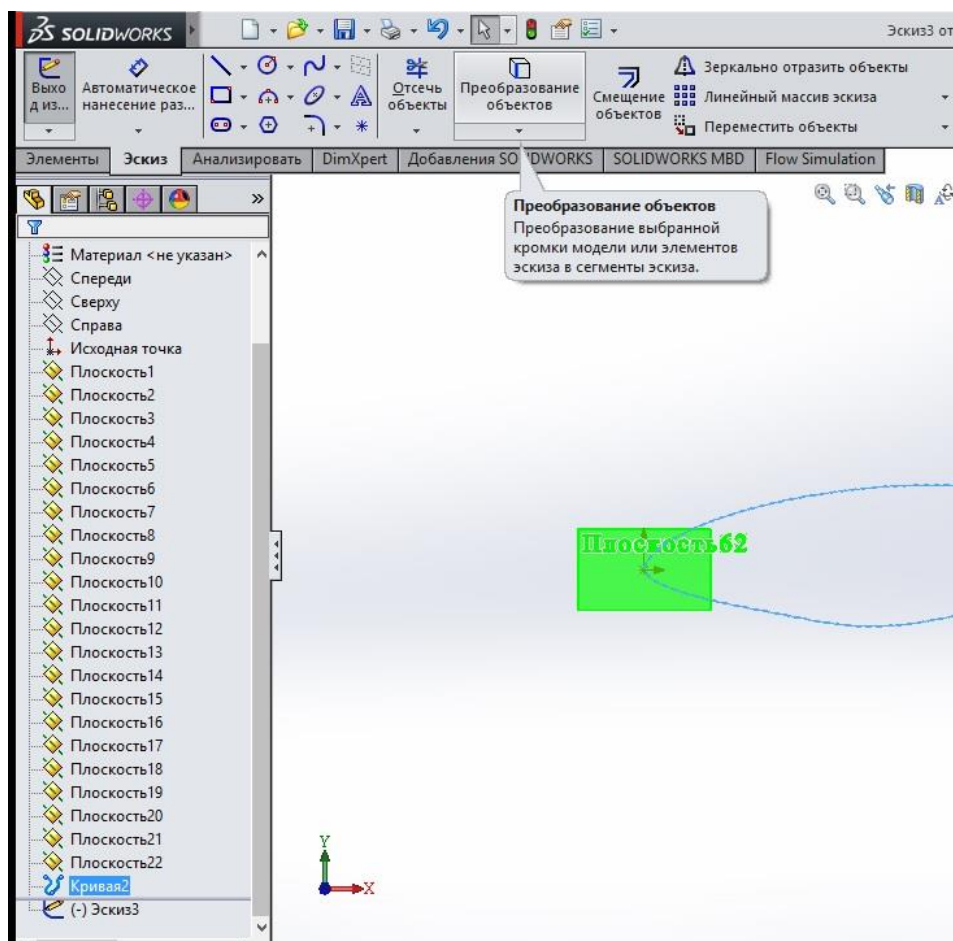 SOLIDWORKS
Эскиз3 от
Выхо
д из...
Автоматическое
нанесение раз...
Отсечь
объекты
Преобразование
объектов
Смещение
объектов
Зеркально отразить объекты
Линейный массив эскиза
Переместить объекты
Элементы Эскиз Анализировать DimXpert Добавления SOLIDWORKS SOLIDWORKS MBD Flow Simulation
Преобразование объектов
Преобразование выбранной
кромки модели или элементов
эскиза в сегменты эскиза.
Материал <не указан>
Спереди
Сверху
Справа
Исходная точка
Плоскость1
Плоскость2
Плоскость3
Плоскость4
Плоскость5
Плоскость6
Плоскость7
Плоскость8
Плоскость9
Плоскость10
Плоскость11
Плоскость12
Плоскость13
Плоскость14
Плоскость15
Плоскость16
Плоскость17
Плоскость18
Плоскость19
Плоскость20
Плоскость21
Плоскость22
Кривая2
(-) Эскиз3
Плоскость62
Y
X